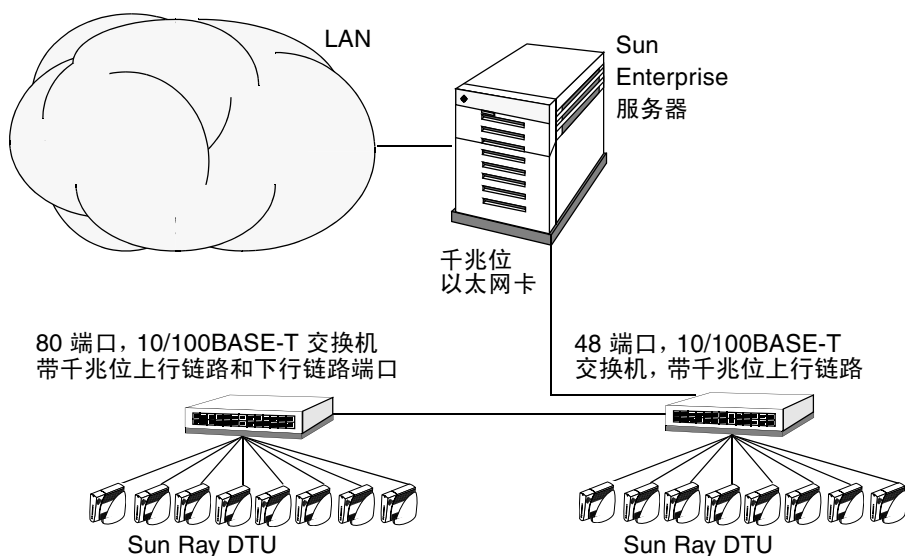 LAN
Sun
Enterprise
服务器
千兆位
以太网卡
80 端口，10/100BASE-T 交换机
带千兆位上行链路和下行链路端口
48 端口，10/100BASE-T
交换机，带千兆位上行链路
Sun Ray DTU
Sun Ray DTU